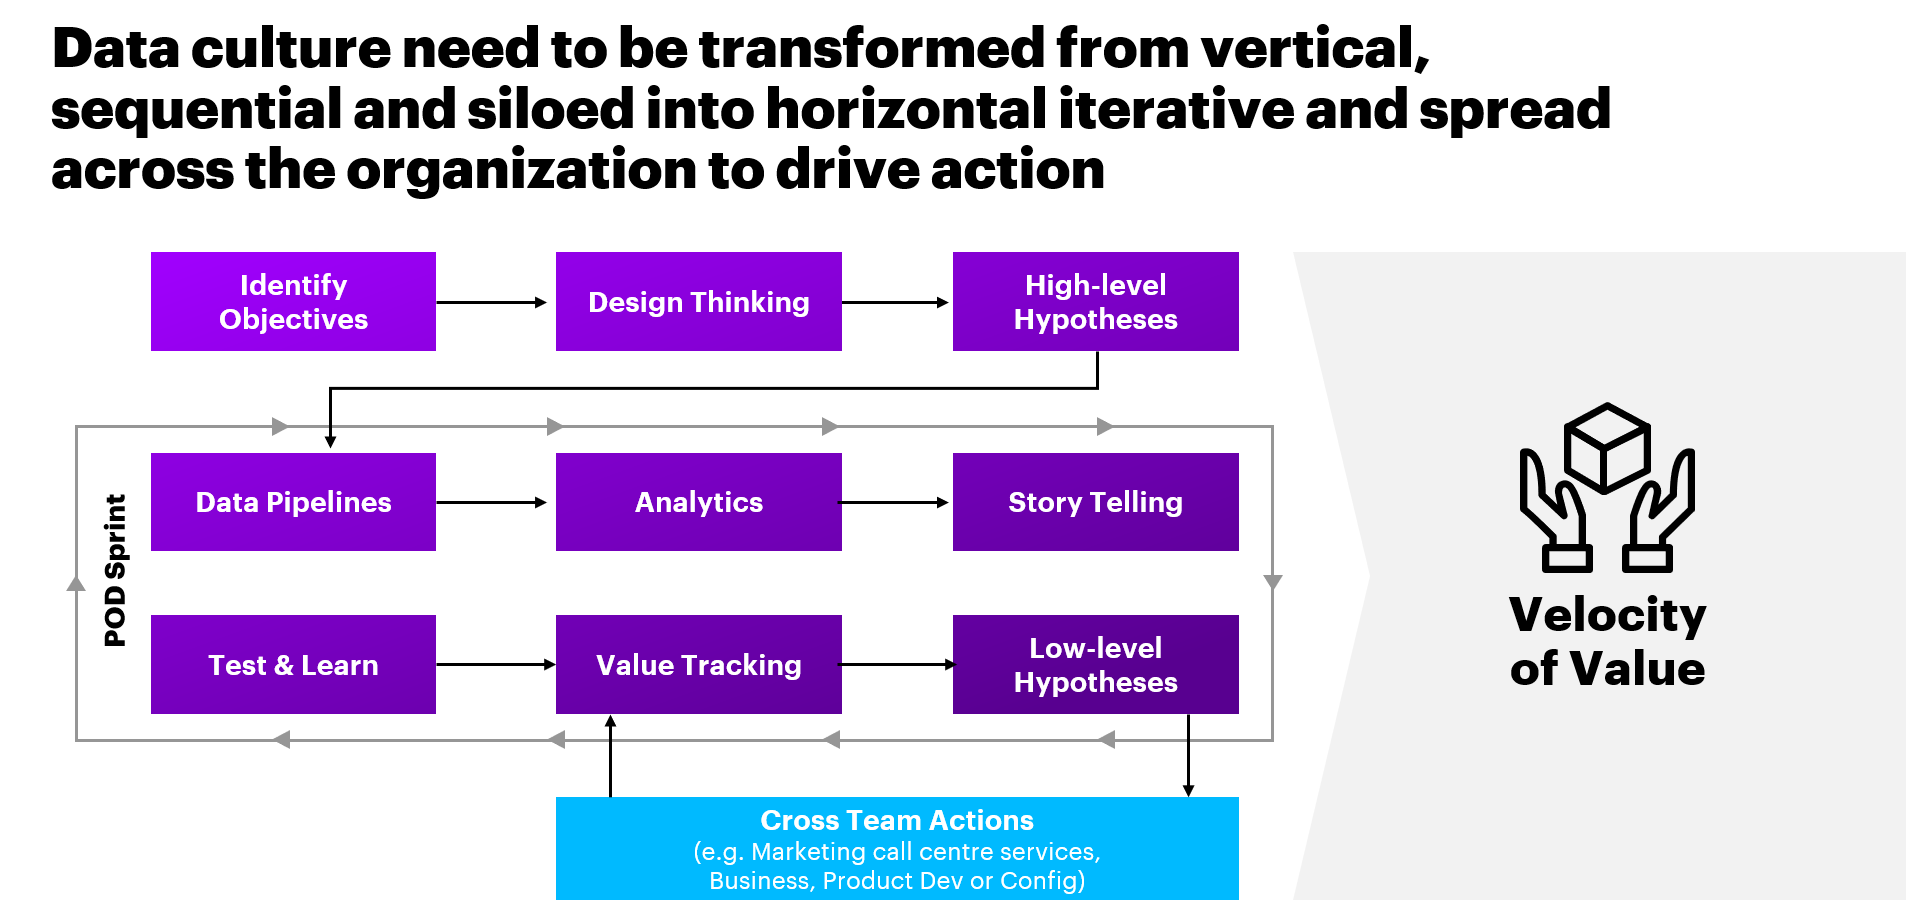 Data culture need to be transformed from vertical,
sequential and siloed into horizontal iterative and spread
across the organization to drive action
Identify
Objectives
Design Thinking
High-level
Hypotheses
POD Sprint
Data Pipelines
Analytics
Story Telling
Test & Learn
Value Tracking
Low-level
Hypotheses
Cross Team Actions
(e.g. Marketing call centre services,
Business, Product Dev or Config)
Velocity
of Value